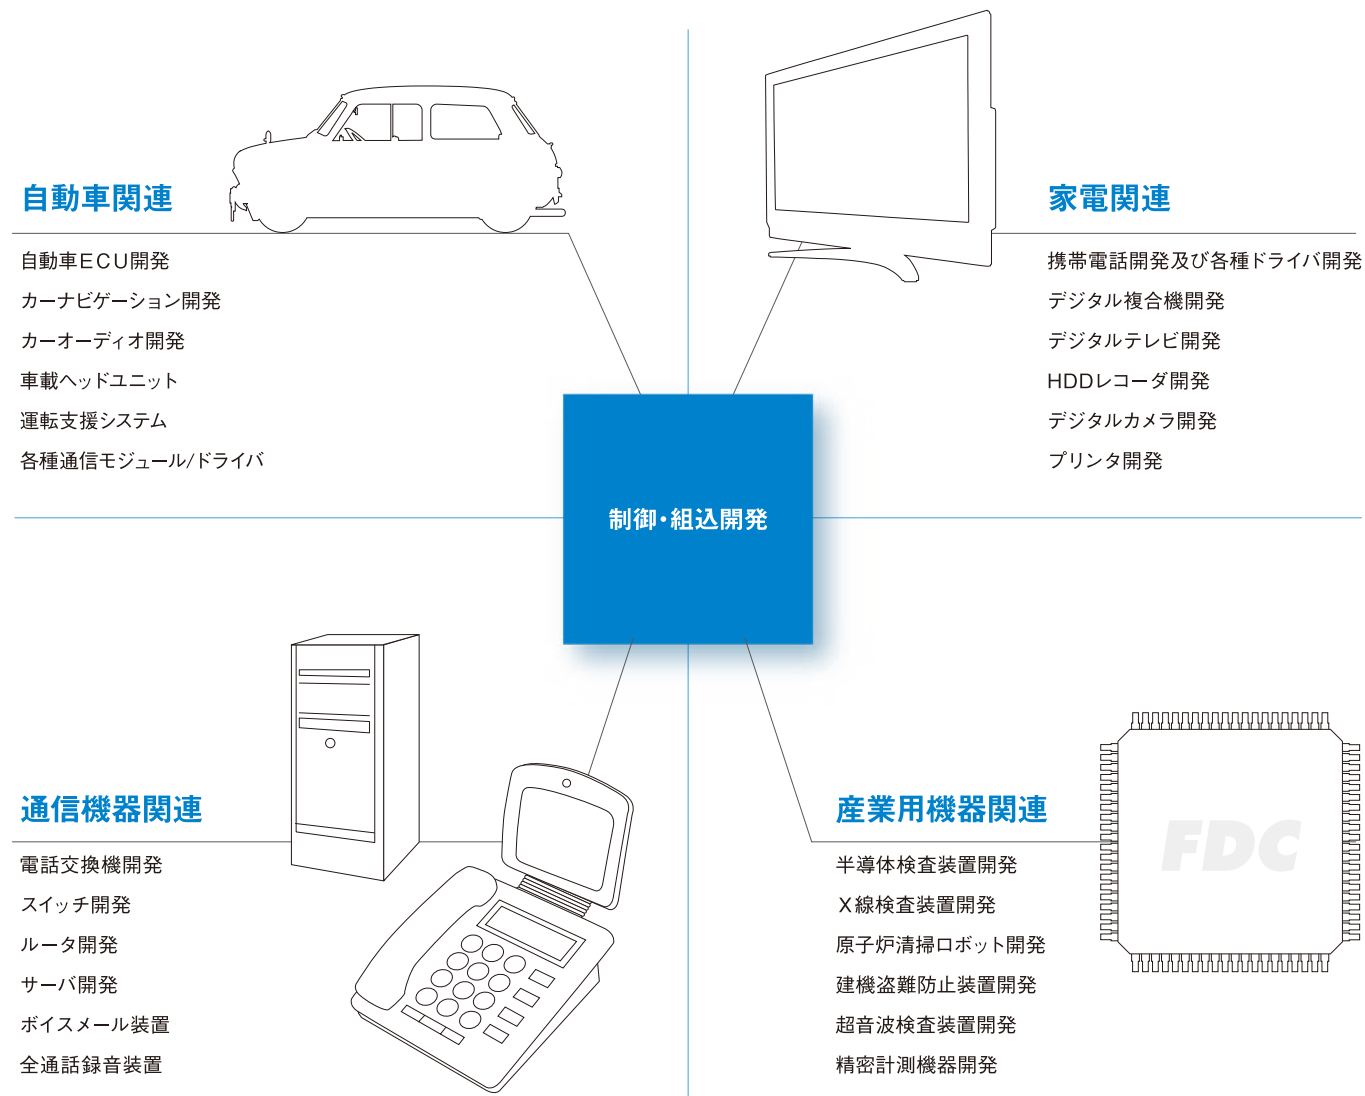 自動車関連
自動車ECU開発
カーナビゲーション開発
カーオーディオ開発
車載ヘッドユニット
運転支援システム
各種通信モジュール/ドライバ
家電関連
携帯電話開発及び各種ドライバ開発
デジタル複合機開発
デジタルテレビ開発
HDDレコーダ開発
デジタルカメラ開発
プリンタ開発
制御・組込開発
通信機器関連
電話交換機開発
スイッチ開発
ルータ開発
サーバ開発
ボイスメール装置
全通話録音装置
産業用機器関連
半導体検査装置開発
X線検査装置開発
原子炉清掃ロボット開発
建機盗難防止装置開発
超音波検査装置開発
精密計測機器開発
FDC